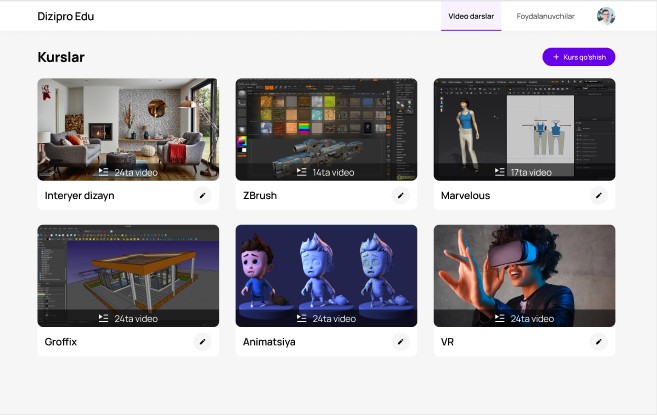 Dizipro Edu
Video darslar
Foydalanuvchilar
Kurslar
+ Kurs qo'shish
24ta video
14ta video
17ta video
Interyer dizayn
ZBrush
Marvelous
24ta video
24ta video
24ta video
Groffix
Animatsiya
VR